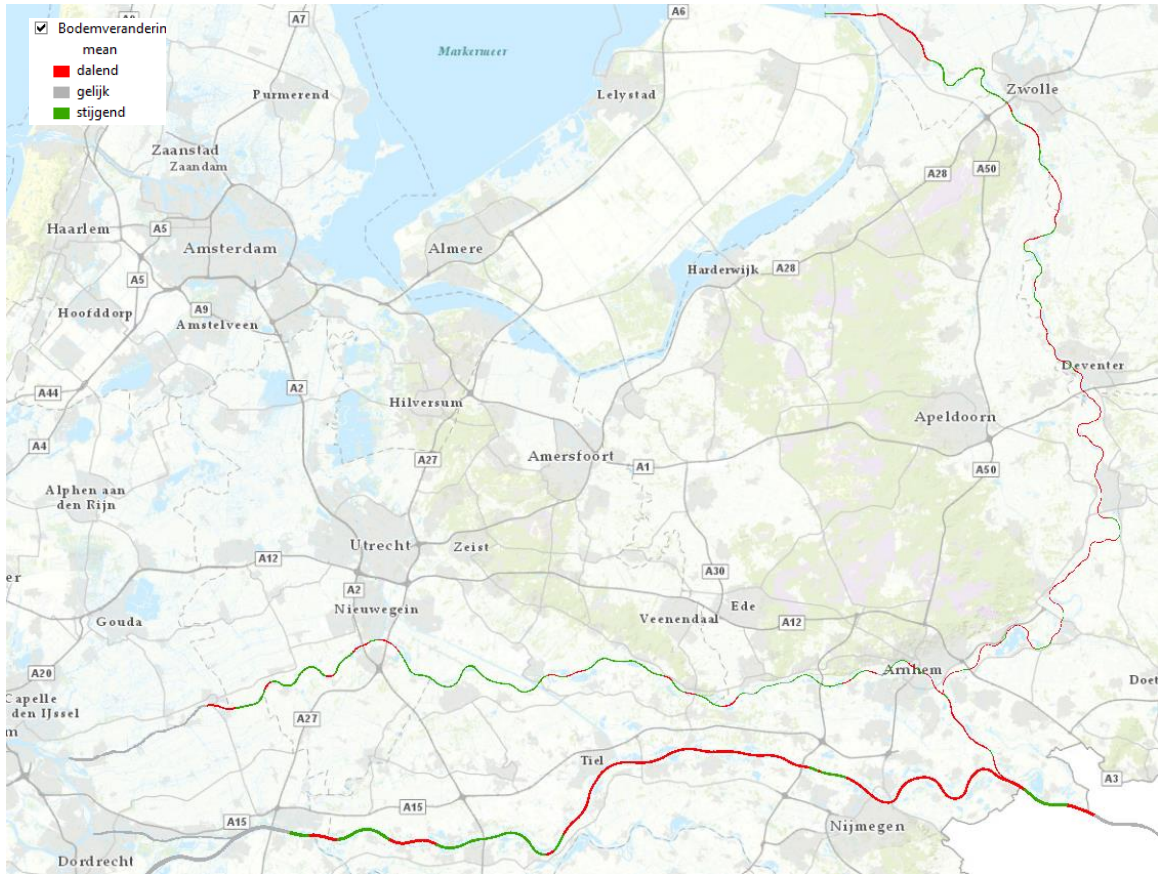 Bodemveranderin
mean
dalend
gelijk
stijgend
A8
A7
A6
Markermeer
Purmerend
Lelystad
Zwolle
Zaanstad
Zaandam
A28
A50
Haarlem
A5
Amsterdam
Almere
Harderwijk
A28
A5
Hoofddorp
A9
Amstelveen
A2
Deventer
A44
Hilversum
Apeldoorn
A4
A27
Amersfoort
A1
A50
Alphen aan
den Rijn
Utrecht
Zeist
A12
A30
A2
Nieuwegein
Ede
Veenendaal
A12
Gouda
A20
Arnhem
Capelle
den IJssel
Doet
A27
Tiel
A3
A15
A15
Nijmegen
Dordrecht